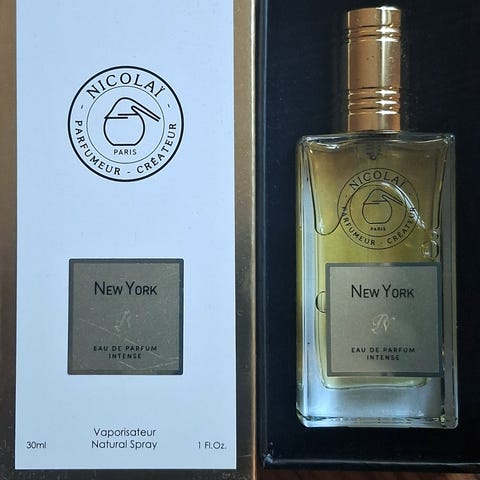 NICOLAÏ
PARFUMEUR - CRÉATEUR
PARIS
NEW YORK
EAU DE PARFUM
INTENSE
Vaporisateur
30ml Natural Spray 1 Fl.Oz.
NICOLAÏ
PARFUMEUR - CRÉATEUR
PARIS
NEW YORK
EAU DE PARFUM
INTENSE